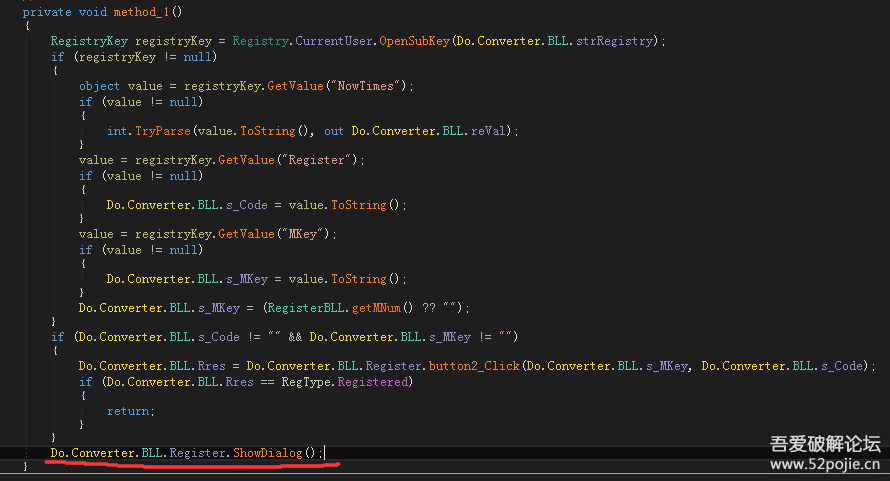 private void method_1()
{
RegistryKey registryKey = Registry.CurrentUser.OpenSubKey(Do.Converter.BLL.strRegistry);
if (registryKey != null)
{
object value = registryKey.GetValue("NowTimes");
if (value != null)
{
int.TryParse(value.ToString(), out Do.Converter.BLL.reVal);
}
value = registryKey.GetValue("Register");
if (value != null)
{
Do.Converter.BLL.s_Code = value.ToString();
}
value = registryKey.GetValue("MKey");
if (value != null)
{
Do.Converter.BLL.s_MKey = value.ToString();
}
Do.Converter.BLL.s_MKey = (RegisterBLL.getMNum() ?? "");
}
if (Do.Converter.BLL.s_Code != "" && Do.Converter.BLL.s_MKey != "")
{
Do.Converter.BLL.Rres = Do.Converter.BLL.Register.button2_Click(Do.Converter.BLL.s_MKey, Do.Converter.BLL.s_Code);
if (Do.Converter.BLL.Rres == RegType.Registered)
{
return;
}
}
Do.Converter.BLL.Register.ShowDialog();
}
吾爱破解论坛
www.52pojie.cn